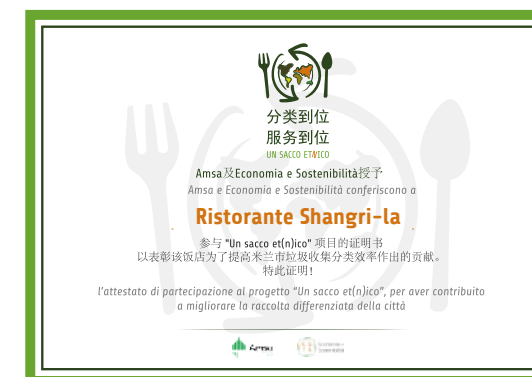 分类到位
服务到位
UN SACCO ET(N)ICO
Amsa及Economia e Sostenibilità授予
Amsa e Economia e Sostenibilità conferiscono a
Ristorante Shangri-la
参与 "Un sacco et(n)ico" 项目的证明书
以表彰该饭店为了提高米兰市垃圾收集分类效率作出的贡献。
特此证明!
l'attestato di partecipazione al progetto "Un sacco et(n)ico", per aver contribuito
a migliorare la raccolta differenziata della città
Amsa
Economia e
Sostenibilità